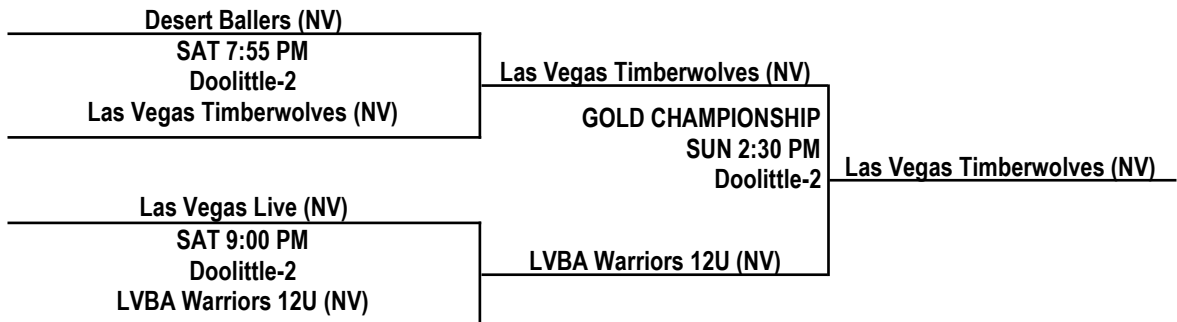 Desert Ballers (NV)
SAT 7:55 PM
Doolittle-2
Las Vegas Timberwolves (NV)
Las Vegas Timberwolves (NV)
GOLD CHAMPIONSHIP
SUN 2:30 PM
Doolittle-2
Las Vegas Timberwolves (NV)
Las Vegas Live (NV)
SAT 9:00 PM
Doolittle-2
LVBA Warriors 12U (NV)
LVBA Warriors 12U (NV)